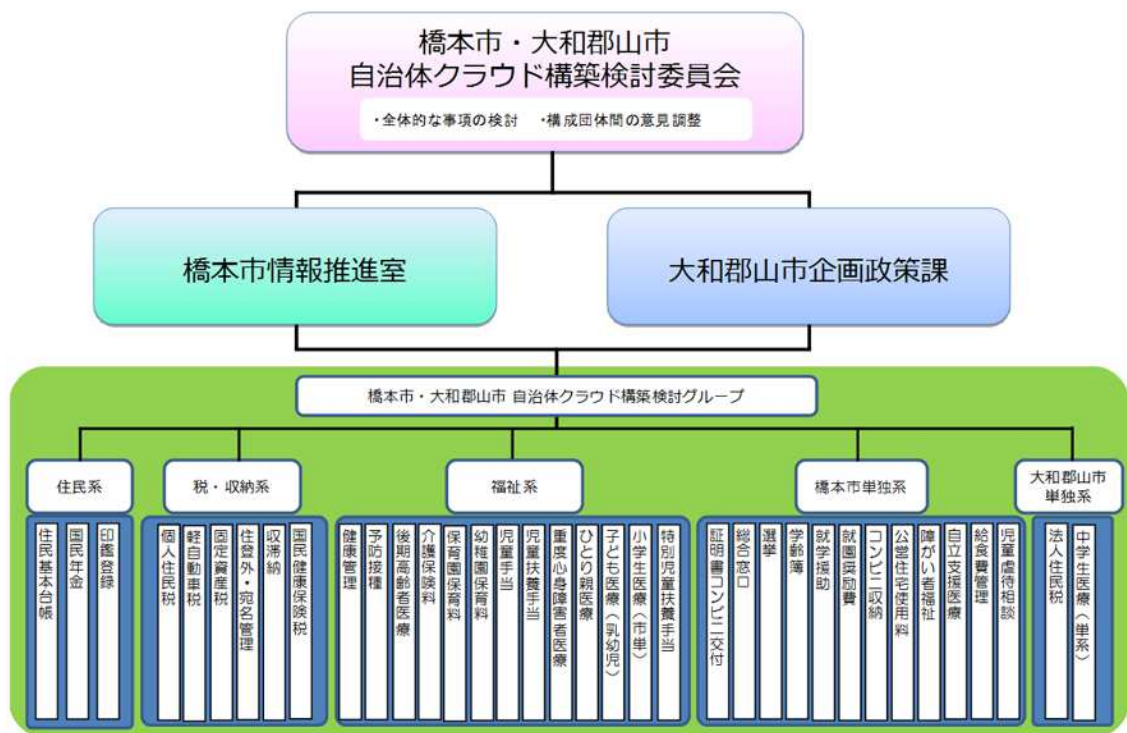 橋本市・大和郡山市
自治体クラウド構築検討委員会
・全体的な事項の検討　・構成団体間の意見調整
橋本市情報推進室
大和郡山市企画政策課
橋本市・大和郡山市 自治体クラウド構築検討グループ
住民系
住民基本台帳
国民年金
印鑑登録
税・収納系
個人住民税
軽自動車税
固定資産税
住登外・宛名管理
収滞納
国民健康保険税
福祉系
健康管理
予防接種
後期高齢者医療
介護保険料
保育園保育料
幼稚園保育料
児童手当
児童扶養手当
重度心身障害者医療
ひとり親医療
子ども医療（乳幼児）
小学生医療（市単）
特別児童扶養手当
橋本市単独系
証明書コンビニ交付
総合窓口
選挙
学齢簿
就学援助
就園奨励費
コンビニ収納
公営住宅使用料
障がい者福祉
自立支援医療
給食費管理
児童虐待相談
大和郡山市
単独系
法人住民税
中学生医療（単系）